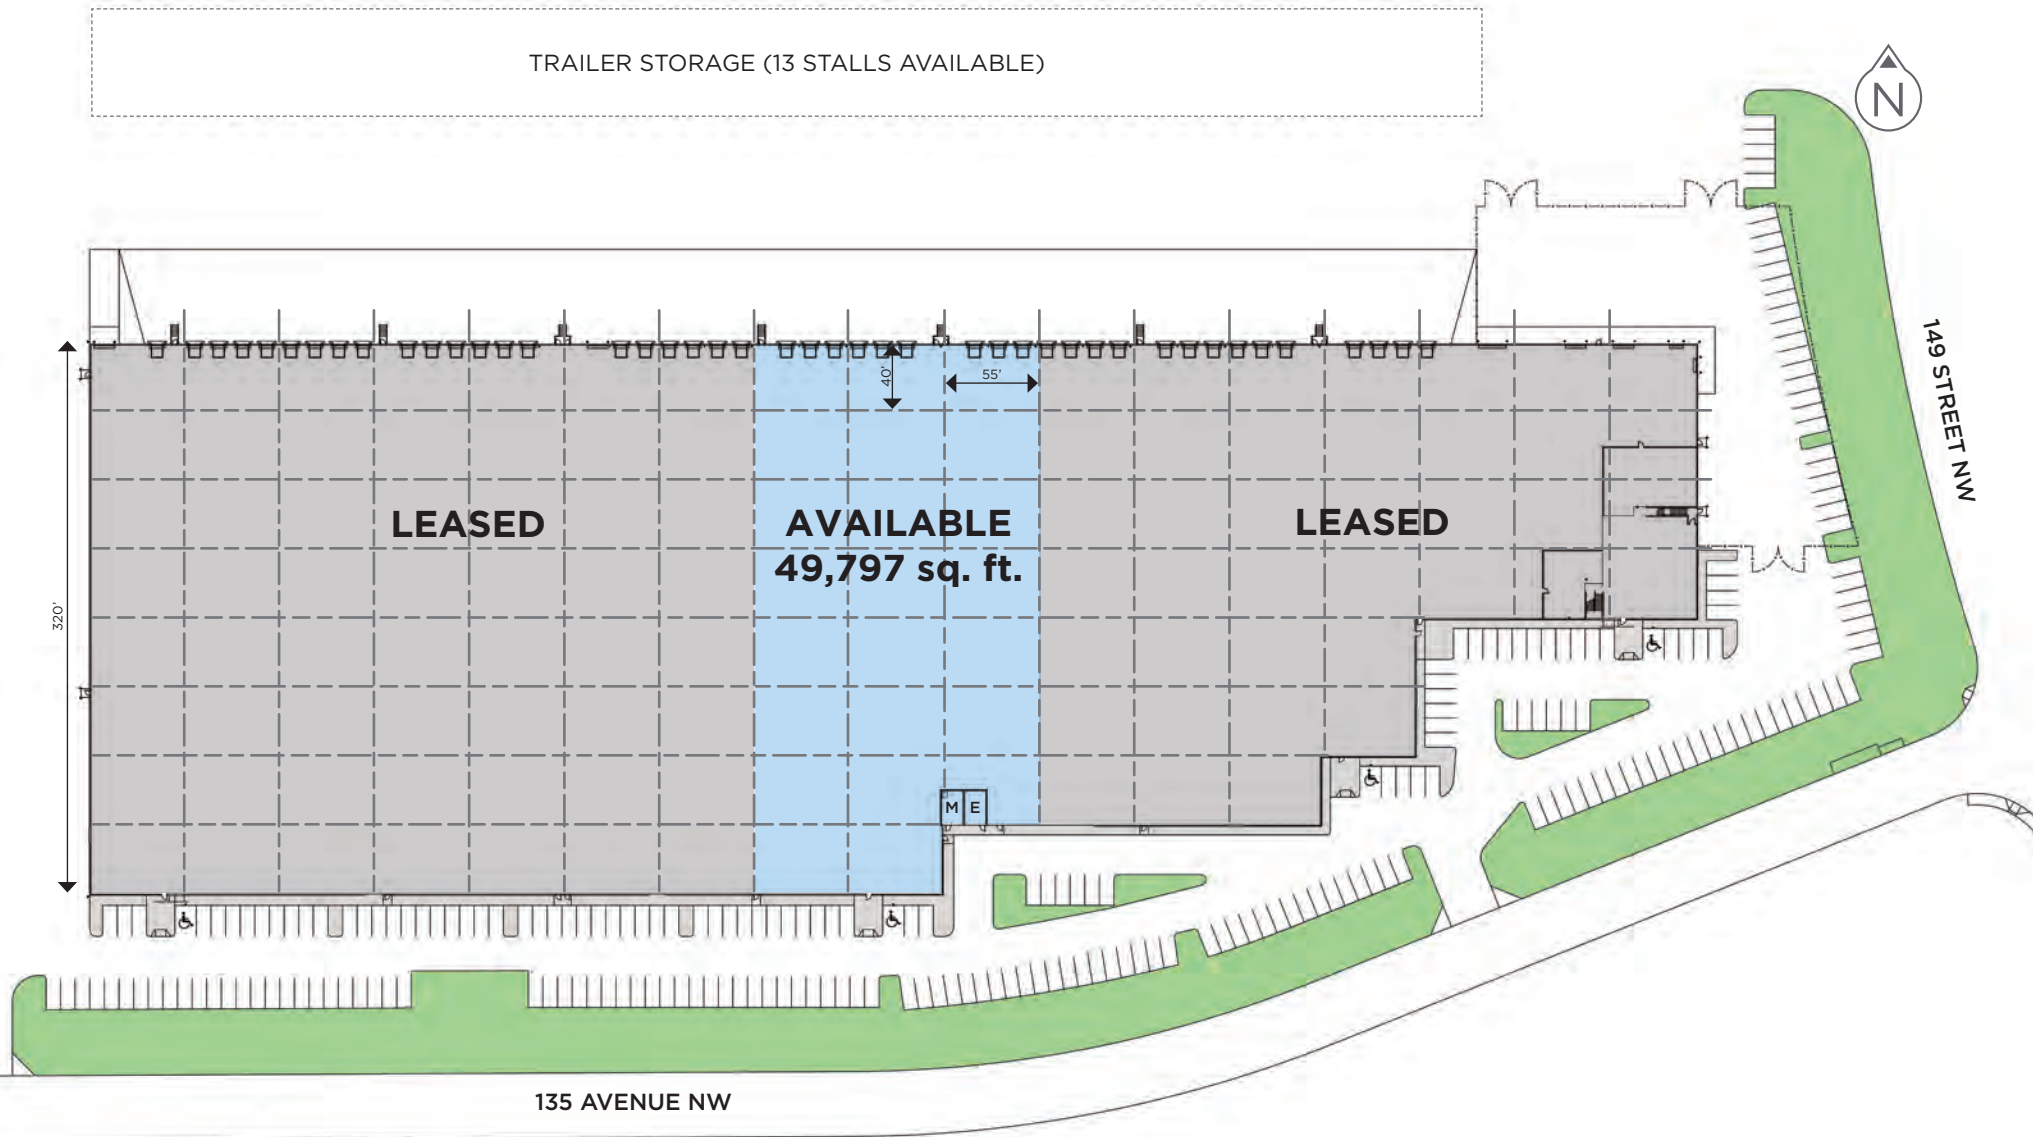 TRAILER STORAGE (13 STALLS AVAILABLE)
N
149 STREET NW
40'
55'
LEASED
AVAILABLE
49,797 sq. ft.
LEASED
320'
M E
135 AVENUE NW